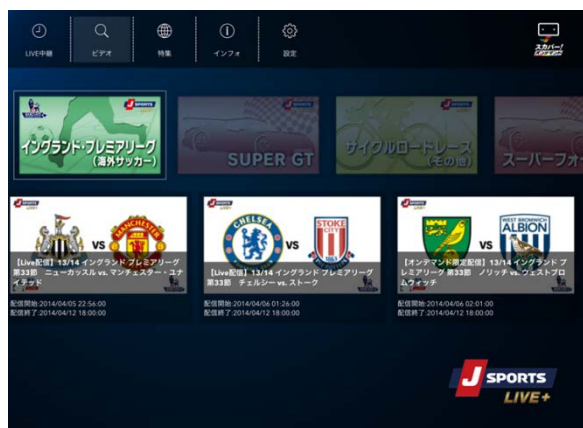 LIVE中継
ビデオ
特集
インフォ
設定
スカパー!
オンデマンド
J SPORTS
イングランド・プレミアリーグ
(海外サッカー)
SUPER GT
サイクルロードレース
(その他)
スーパーフォー
J SPORTS
LIVE+
MANCHESTER
VS
【Live配信】13/14 イングランド プレミアリーグ
第33節 ニューカッスル vs. マンチェスター・ユナ
イテッド
配信開始:2014/04/05 22:56:00
配信終了:2014/04/12 18:00:00
CHELSEA
VS
STOKE
CITY
【Live配信】13/14 イングランド プレミアリーグ
第33節 チェルシー vs. ストーク
配信開始:2014/04/06 01:26:00
配信終了:2014/04/12 18:00:00
VS
WEST BROMWICH
ALBION
【オンデマンド限定配信】13/14 イングランド プ
レミアリーグ 第33節 ノリッチ vs. ウェストブロ
ムウィッチ
配信開始:2014/04/06 02:01:00
配信終了:2014/04/12 18:00:00
J SPORTS
LIVE+